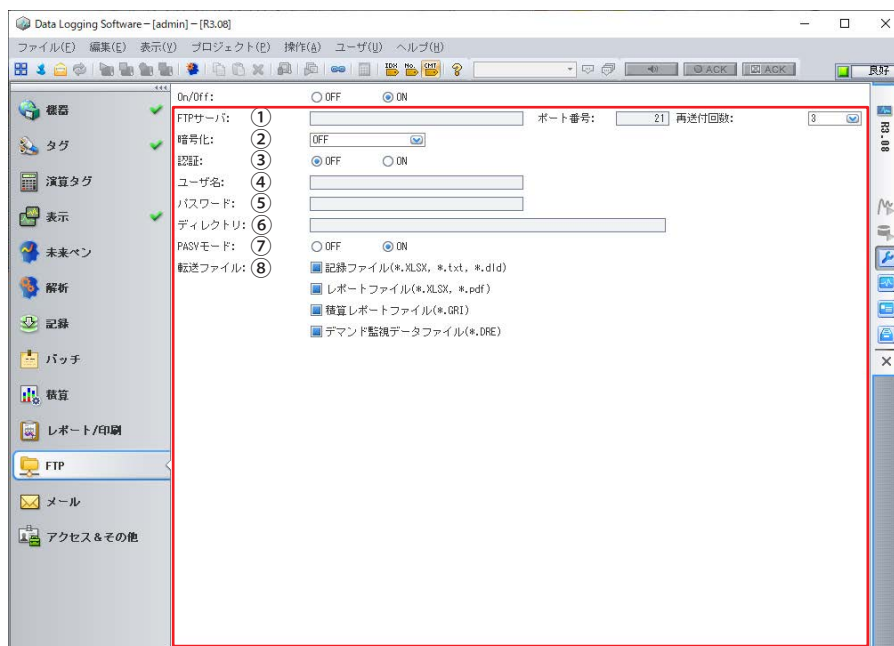 Data Logging Software-[admin]-[R3.08]
ファイル(F) 編集(E) 表示(V) プロジェクト(P) 操作(A) ユーザ(U) ヘルプ(H)
IDX No. CMT ? ACK ACK 良好
機器
タグ
演算タグ
表示
未来ペン
解析
記録
バッチ
積算
レポート/印刷
FTP
メール
アクセス&その他
On/Off: OFF ON
FTPサーバ: ① ポート番号: 21 再送付回数: 3
暗号化: ② OFF
認証: ③ OFF ON
ユーザ名: ④
パスワード: ⑤
ディレクトリ: ⑥
PASVモード: ⑦ OFF ON
転送ファイル: ⑧ 記録ファイル(*.XLSX, *.txt, *.dld)
レポートファイル(*.XLSX, *.pdf)
積算レポートファイル(*.GRI)
デマンド監視データファイル(*.DRE)
R3.08